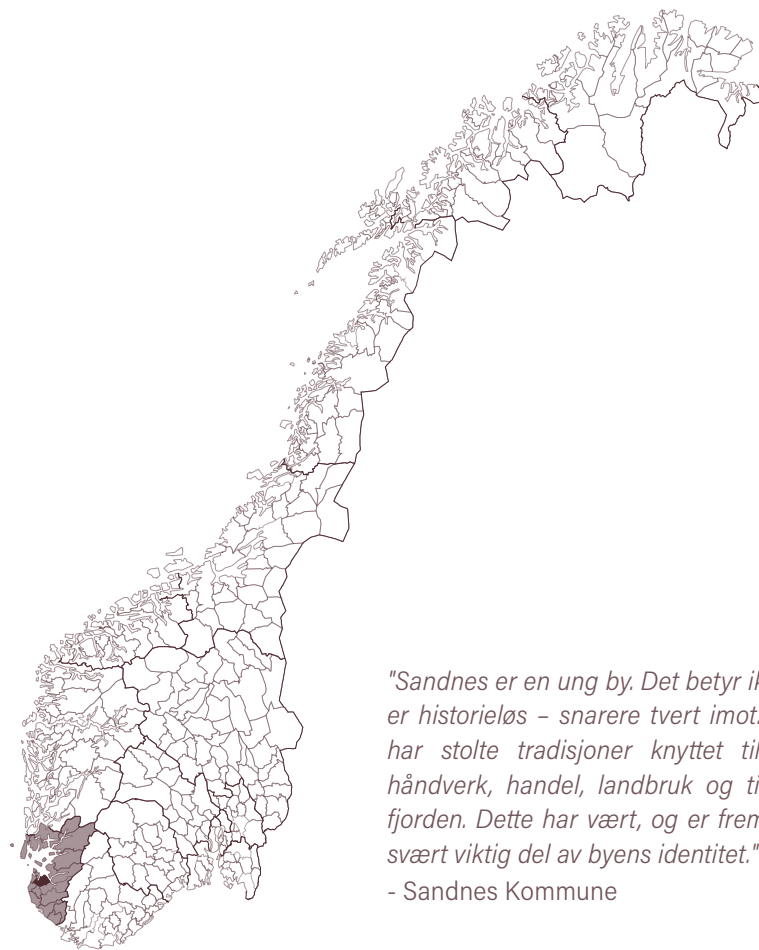 "Sandnes er en ung by. Det betyr
er historieløs – snarere tvert imot.
har stolte tradisjoner knyttet til
håndverk, handel, landbruk og
fjorden. Dette har vært, og er
svært viktig del av byens identitet."
- Sandnes Kommune